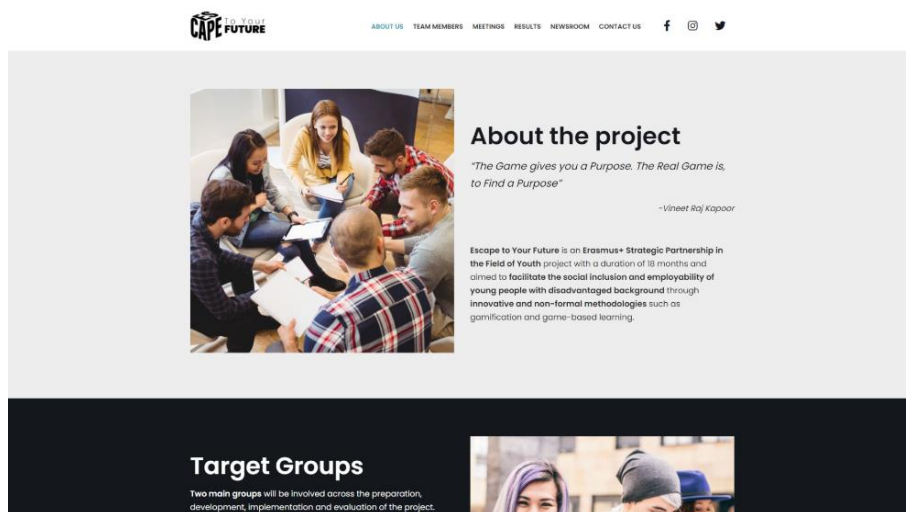 CAPE To Your
FUTURE
ABOUT US TEAM MEMBERS MEETINGS RESULTS NEWSROOM CONTACT US
About the project
"The Game gives you a Purpose. The Real Game is,
to Find a Purpose"
-Vineet Raj Kapoor
Escape to Your Future is an Erasmus+ Strategic Partnership in
the Field of Youth project with a duration of 18 months and
aimed to facilitate the social inclusion and employability of
young people with disadvantaged background through
innovative and non-formal methodologies such as
gamification and game-based learning.
Target Groups
Two main groups will be involved across the preparation,
development, implementation and evaluation of the project.